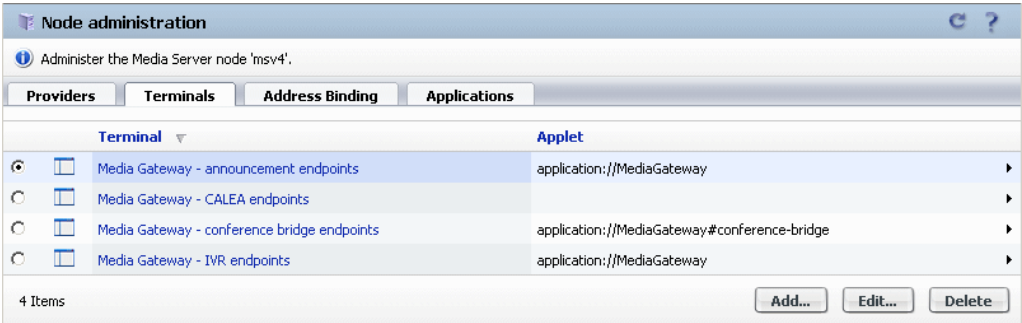 Node administration
Administer the Media Server node 'msv4'.
Providers Terminals Address Binding Applications
Terminal Applet
Media Gateway - announcement endpoints application://MediaGateway
Media Gateway - CALEA endpoints
Media Gateway - conference bridge endpoints application://MediaGateway#conference-bridge
Media Gateway - IVR endpoints application://MediaGateway
4 Items Add... Edit... Delete